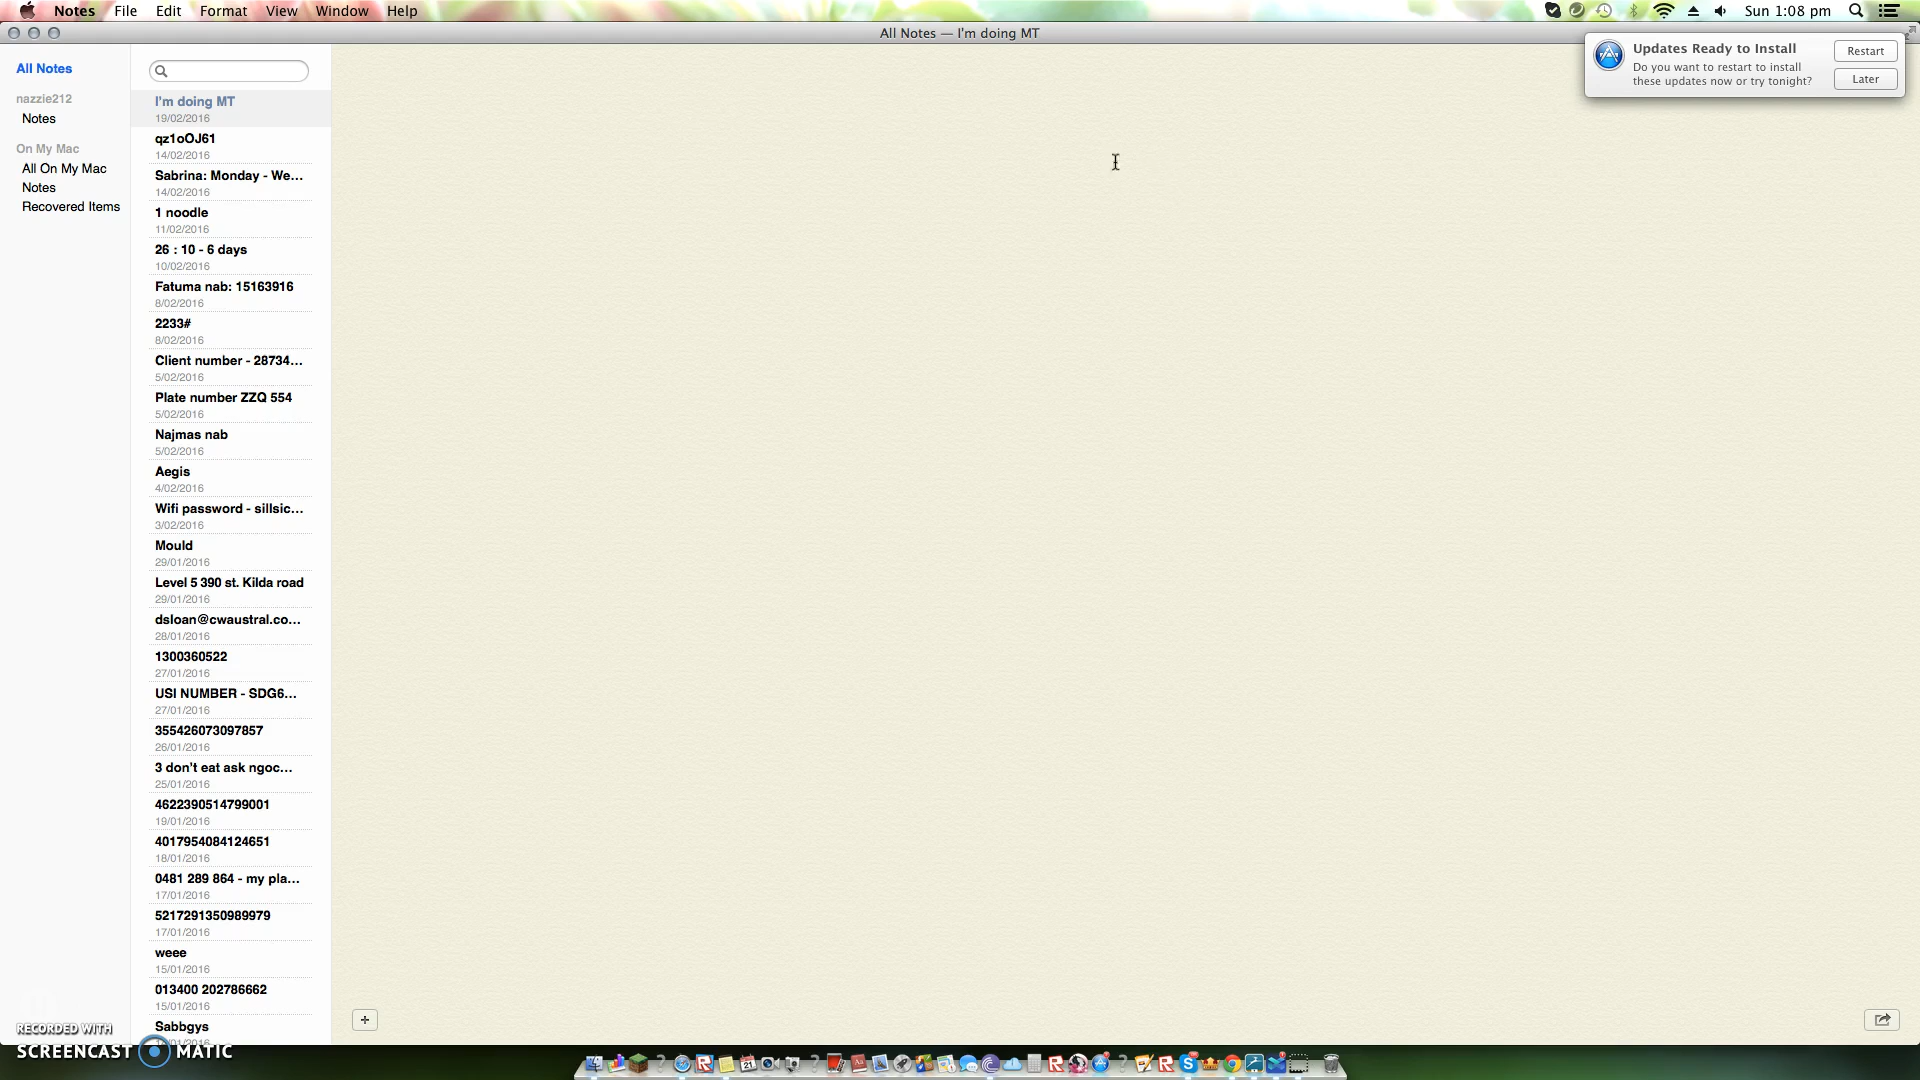 Notes File Edit Format View Window Help Sun 1:08 pm
All Notes — I'm doing MT
Updates Ready to Install
Do you want to restart to install
these updates now or try tonight?
Restart
Later
All Notes
nazzie212
Notes
On My Mac
All On My Mac
Notes
Recovered Items
I'm doing MT
19/02/2016
qz1oOJ61
14/02/2016
Sabrina: Monday - We...
14/02/2016
1 noodle
11/02/2016
26 : 10 - 6 days
10/02/2016
Fatuma nab: 15163916
8/02/2016
2233#
8/02/2016
Client number - 28734...
5/02/2016
Plate number ZZQ 554
5/02/2016
Najmas nab
5/02/2016
Aegis
4/02/2016
Wifi password - sillsic...
3/02/2016
Mould
29/01/2016
Level 5 390 st. Kilda road
29/01/2016
dsloan@cwaustral.co...
28/01/2016
1300360522
27/01/2016
USI NUMBER - SDG6...
27/01/2016
355426073097857
26/01/2016
3 don't eat ask ngoc...
25/01/2016
4622390514799001
19/01/2016
4017954084124651
18/01/2016
0481 289 864 - my pla...
17/01/2016
5217291350989979
17/01/2016
weee
15/01/2016
013400 202786662
15/01/2016
Sabbgys
RECORDED WITH
SCREENCAST MATIC